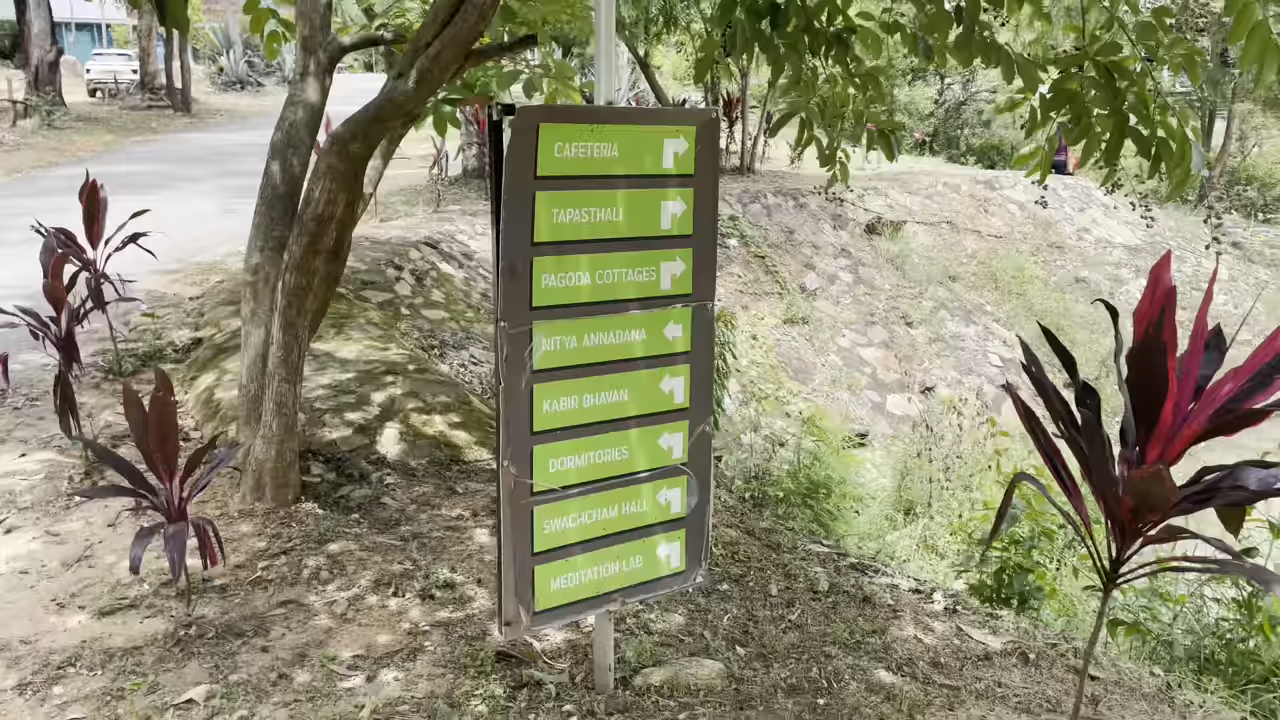 CAFETERIA
TAPASTHALI
PAGODA COTTAGES
NITYA ANNADANA
KABIR BHAVAN
DORMITORIES
SWACHCHAM HALL
MEDITATION LAB